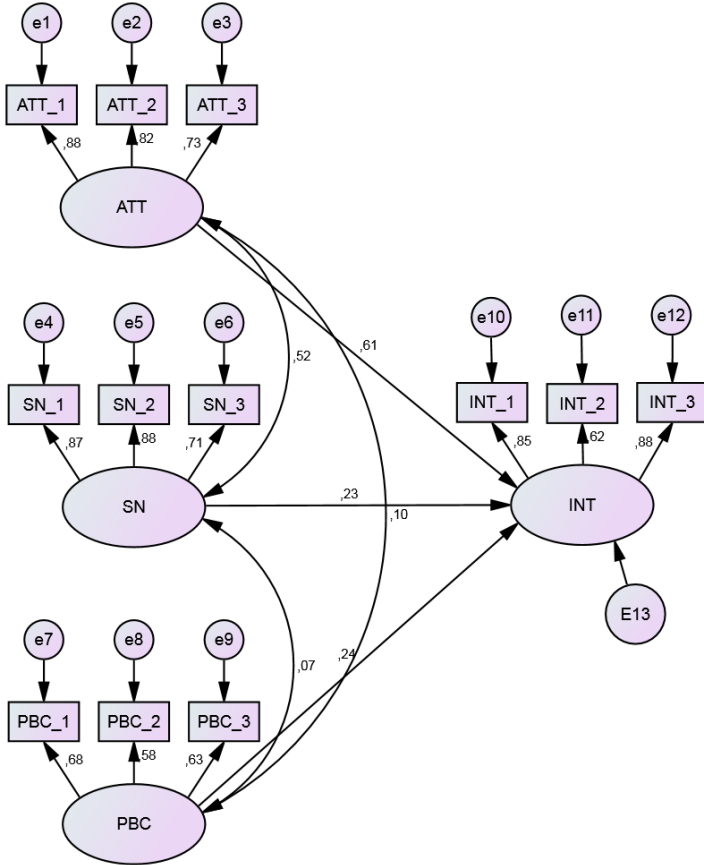 e1 e2 e3
ATT_1 ATT_2 ATT_3
,88 ,82 ,73
ATT
e4 e5 e6
e10 e11 e12
,61
,52
SN_1 SN_2 SN_3
INT_1 INT_2 INT_3
,87 ,88 ,71
,85 ,62 ,88
SN
,23
INT
,10
E13
e7 e8 e9
,07
,24
PBC_1 PBC_2 PBC_3
,68 ,58 ,63
PBC